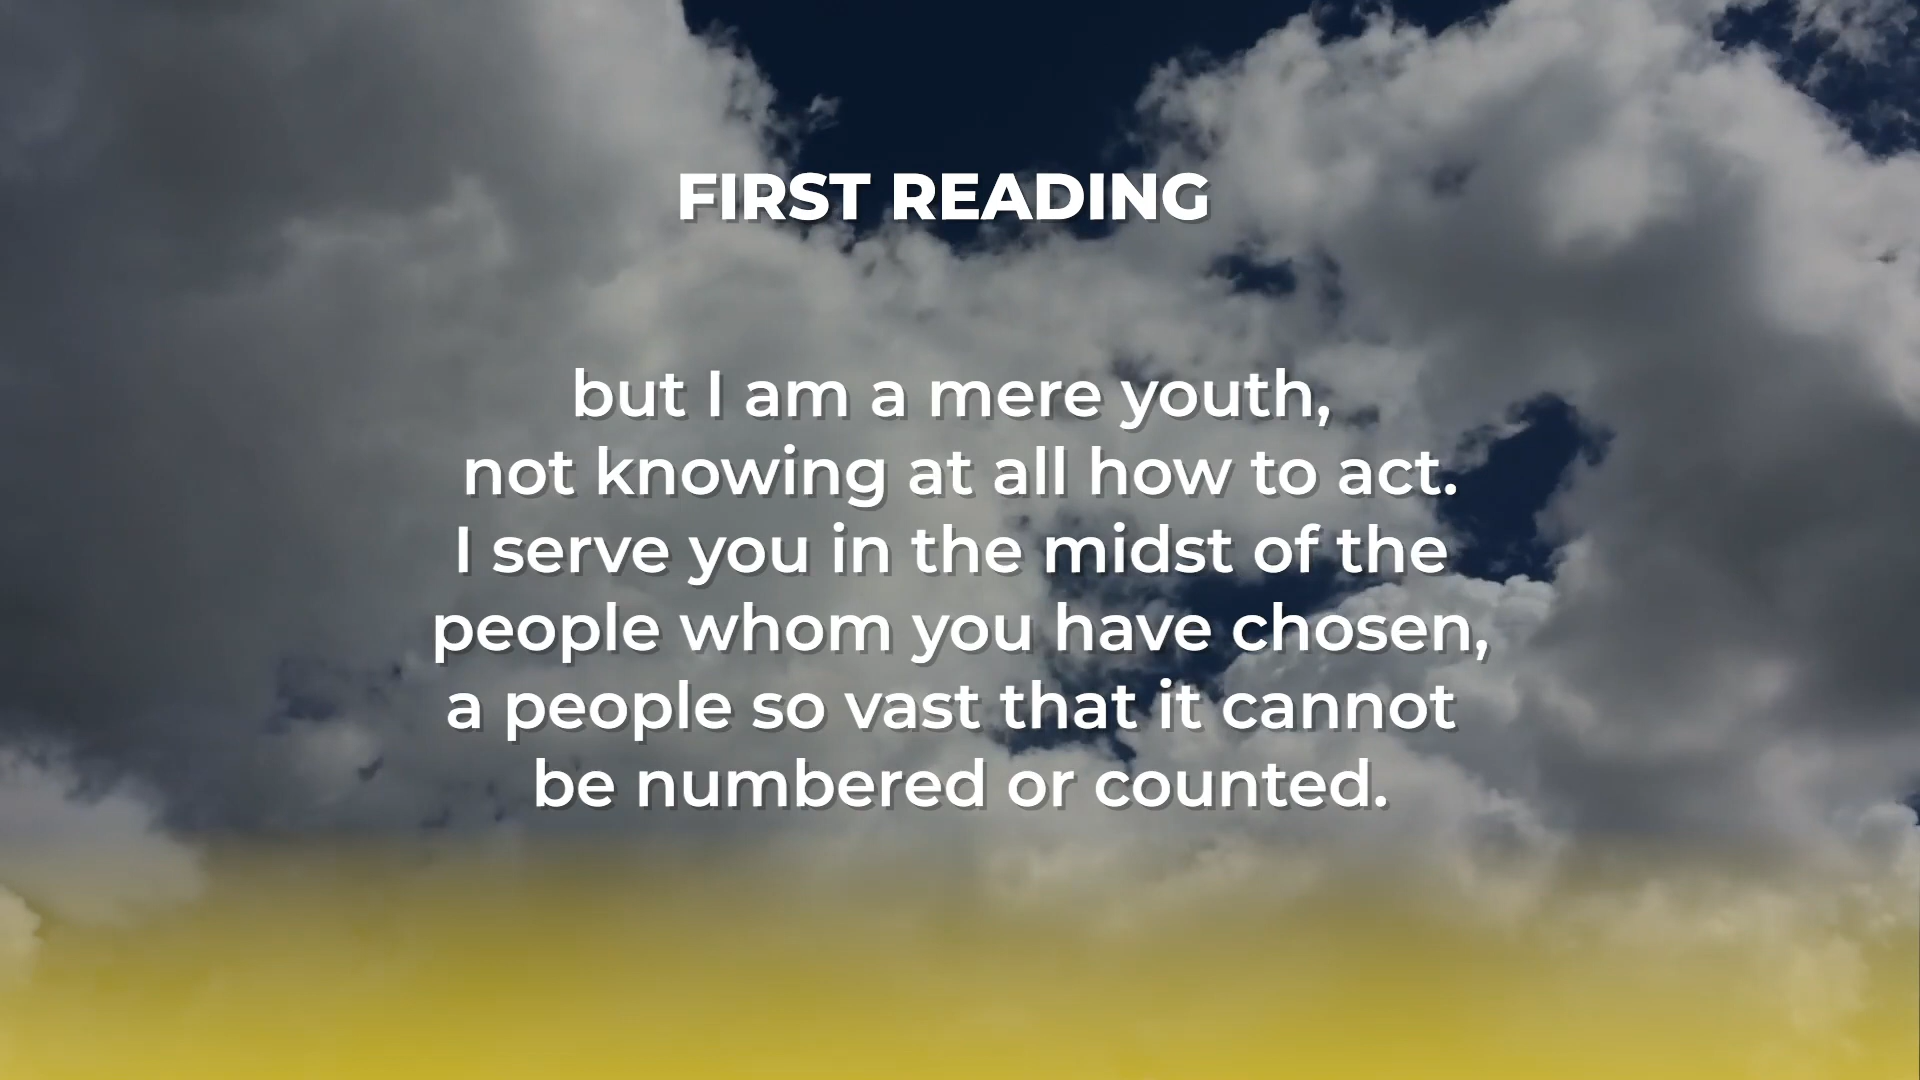 FIRST READING
but I am a mere youth,
not knowing at all how to act.
I serve you in the midst of the
people whom you have chosen,
a people so vast that it cannot
be numbered or counted.